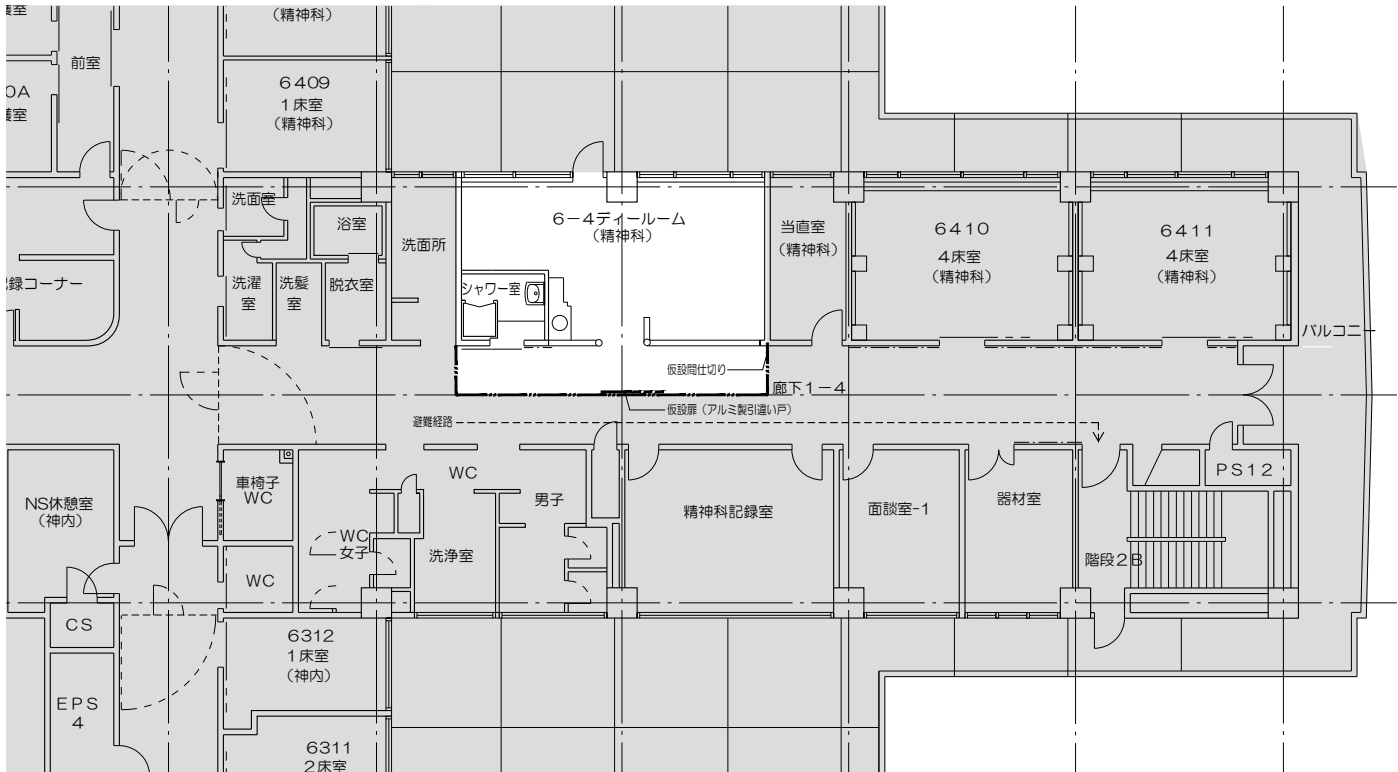 (精神科)
前室
6409
1床室
(精神科)
洗面室
浴室
洗面所
6-4ディールーム
(精神科)
当直室
(精神科)
6410
4床室
(精神科)
6411
4床室
(精神科)
録コーナー
洗濯
室
洗髪
室
脱衣室
シャワー室
バルコニー
仮設間仕切り
廊下1-4
仮設扉(アルミ製引違い戸)
避難経路
NS休憩室
(神内)
車椅子
WC
WC
男子
WC
女子
洗浄室
精神科記録室
面談室-1
器材室
PS12
階段2B
WC
CS
6312
1床室
(神内)
EPS
4
6311
2床室